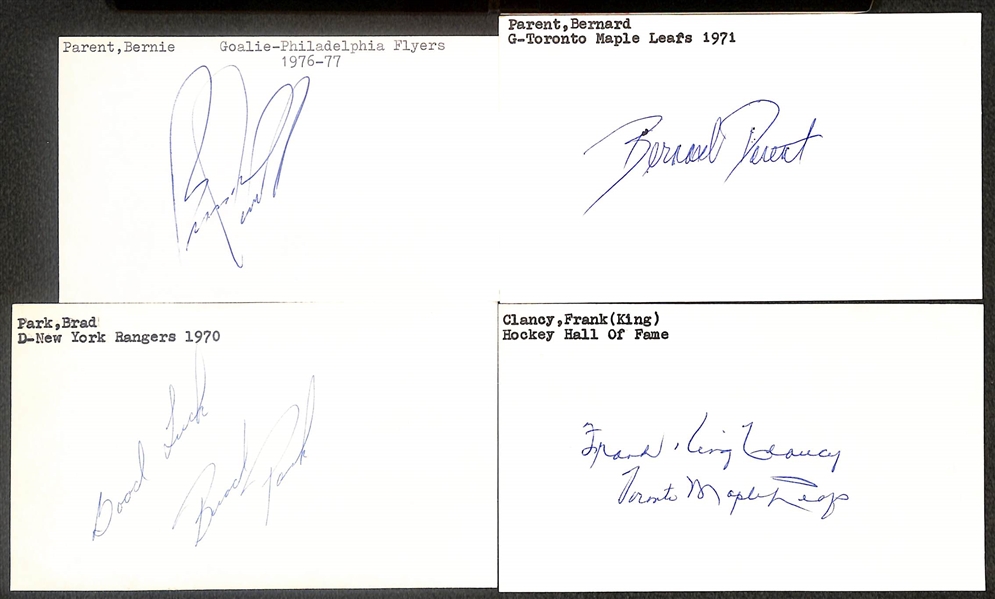 Parent,Bernie Goalie-Philadelphia Flyers
1976-77
Parent,Bernard
G-Toronto Maple Leafs 1971
Bernard Parent
Park,Brad
D-New York Rangers 1970
Good Luck
Brad Park
Clancy,Frank(King)
Hockey Hall Of Fame
Frank "King" Clancy
Toronto Maple Leafs